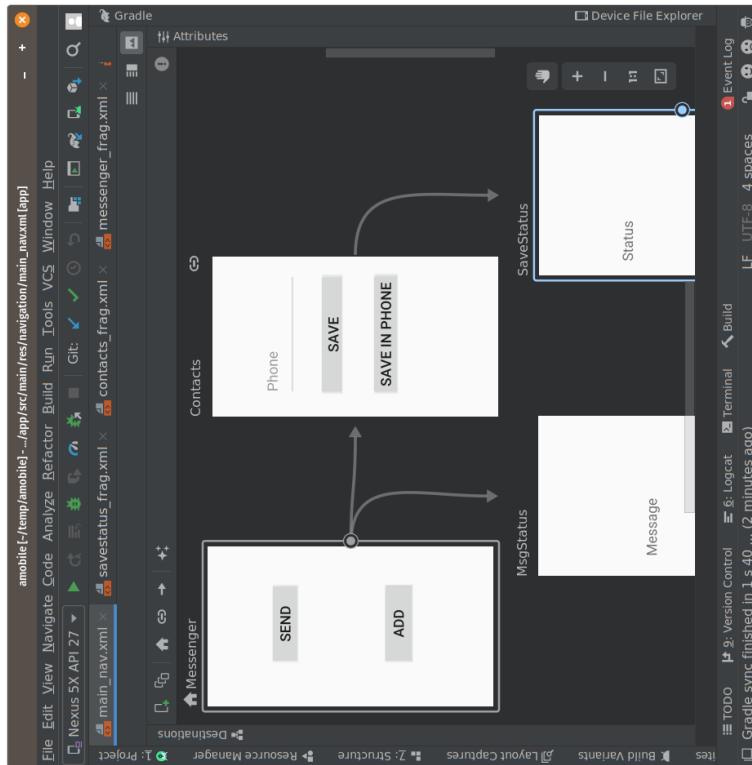 amobile [~/temp/amobile] - .../app/src/main/res/navigation/main_nav.xml [app]
File Edit View Navigate Code Analyze Refactor Build Run Tools VCS Window Help
Nexus 5X API 27 Git:
main_nav.xml savestatus_frag.xml contacts_frag.xml messenger_frag.xml
1: Project
Resource Manager
7: Structure
Layout Captures
Build Variants
Destinations
Attributes
Gradle
Device File Explorer
Messenger
SEND
ADD
Contacts
Phone
SAVE
SAVE IN PHONE
MsgStatus
Message
SaveStatus
Status
1:1
TODO 9: Version Control 6: Logcat Terminal Build 1 Event Log
Gradle sync finished in 1 s 40 ... (2 minutes ago) LF UTF-8 4 spaces